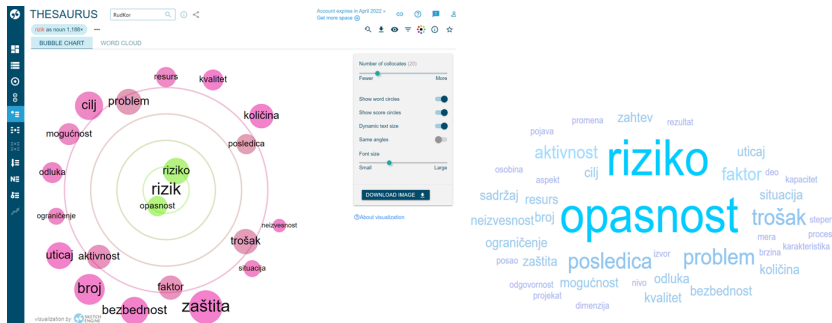 THESAURUS
RudKor
Account expires in April 2022 •
Get more space
rizik as noun 1,188×
BUBBLE CHART
WORD CLOUD
resurs
kvalitet
cilj
problem
količina
mogućnost
posledica
odluka
riziko
rizik
opasnost
ograničenje
neizvesnost
trošak
uticaj
aktivnost
situacija
faktor
broj
bezbednost
zaštita
visualization by SKETCH ENGINE
Number of collocates (20)
Fewer
More
Show word circles
Show score circles
Dynamic text size
Same angles
Font size
Small
Large
DOWNLOAD IMAGE
About visualization
promena
zahtev
rezultat
pojava
aktivnost
riziko
uticaj
osobina
cilj
faktor
deo
kapacitet
aspekt
sadržaj
resurs
situacija
neizvesnost
broj
opasnost
trošak
steper
ograničenje
mera
proces
karakteristika
posao
zaštita
posledica
izvor
problem
brzina
količina
odgovornost
mogućnost
nivo
odluka
projekat
kvalitet
bezbednost
dimenzija